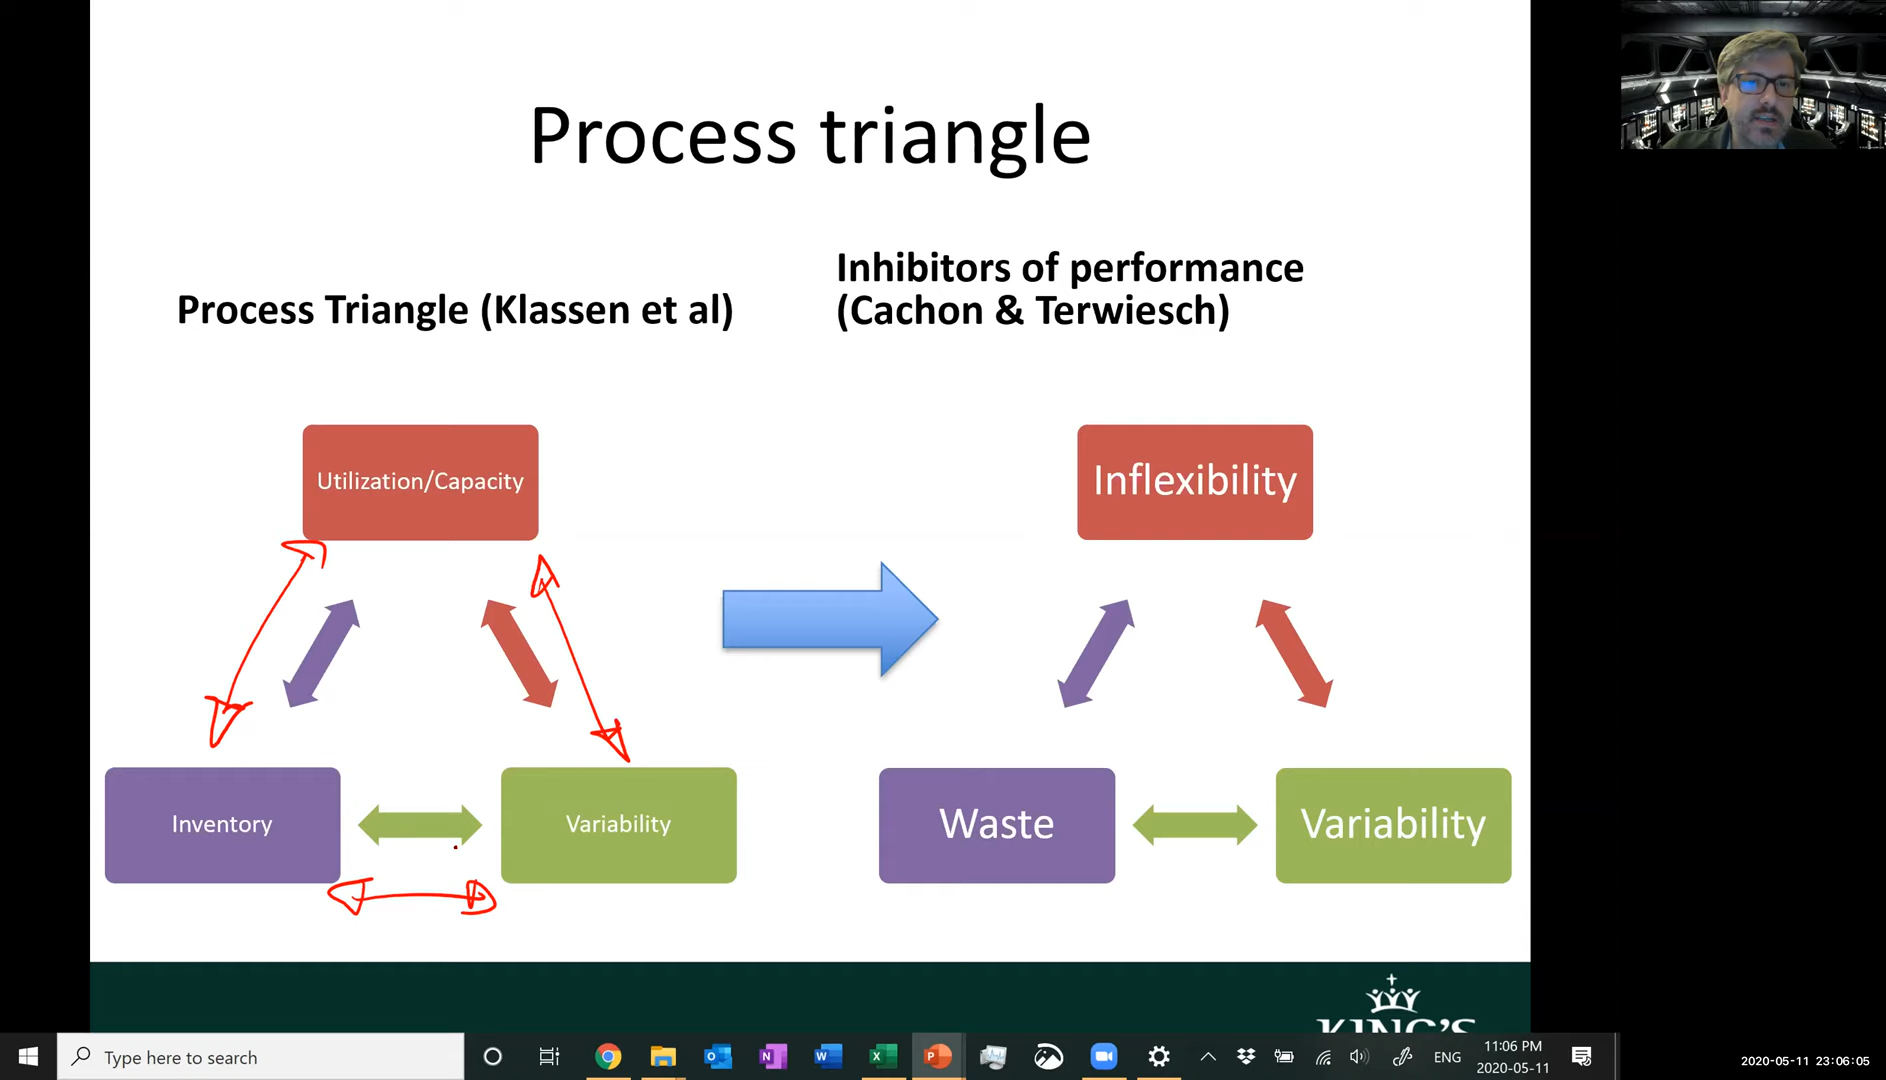 Process triangle
Process Triangle (Klassen et al)
Inhibitors of performance
(Cachon & Terwiesch)
Utilization/Capacity
Inflexibility
Inventory
Variability
Waste
Variability
KING'S
Type here to search
ENG
11:06 PM
2020-05-11
2020-05-11 23:06:05